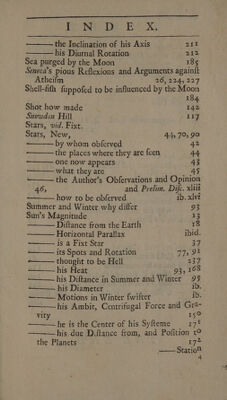 INDEX.
——— the Inclination of his Axis 211
——— his Diurnal Rotation 212
Sea purged by the Moon 185
Seneca's pious Reflexions and Arguments against
Atheism 26, 224, 227
Shell-fish supposed to be influenced by the Moon
184
Shot how made 142
Snowdon Hill 117
Stars, vid. Fixt.
Stars, New, 44, 70, 90
——— by whom observed 42
——— the places where they are seen 44
——— one now appears 43
——— what they are 45
——— the Author's Observations and Opinion
46, and Prelim. Disc. xliii
——— how to be observed ib. xlvi
Summer and Winter why differ 93
Sun's Magnitude 13
——— Distance from the Earth 18
——— Horizontal Parallax ibid.
——— is a Fixt Star 37
——— its Spots and Rotation 77, 91
——— thought to be Hell 237
——— his Heat 93, 168
——— his Distance in Summer and Winter 95
——— his Diameter ib.
——— Motions in Winter swifter ib.
——— his Ambit, Centrifugal Force and Gra-
vity 150
——— he is the Center of his Systeme 171
——— his due Distance from, and Position to
the Planets 172
——— Station
4